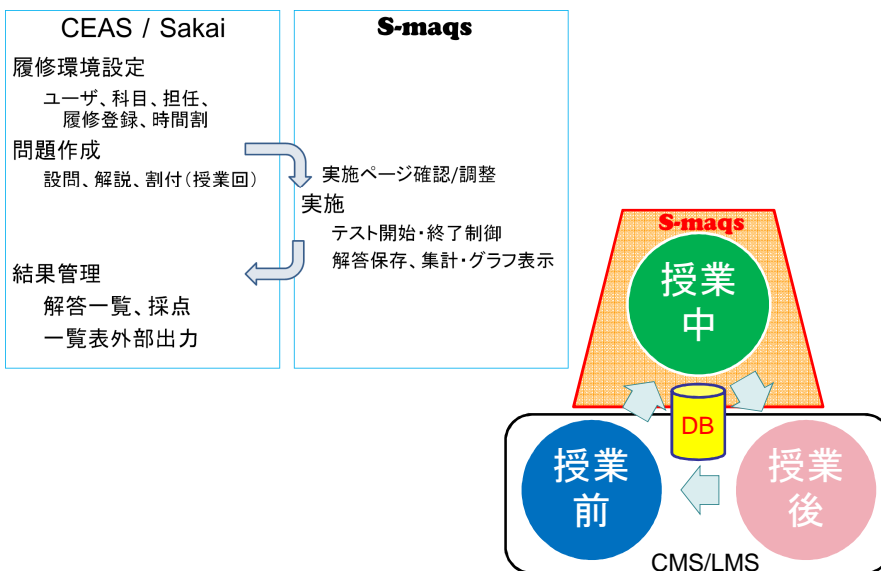 CEAS / Sakai
履修環境設定
ユーザ、科目、担任、
履修登録、時間割
問題作成
設問、解説、割付(授業回)
結果管理
解答一覧、採点
一覧表外部出力
S-maqs
実施ページ確認/調整
実施
テスト開始・終了制御
解答保存、集計・グラフ表示
S-maqs
授業
中
DB
授業
前
授業
後
CMS/LMS